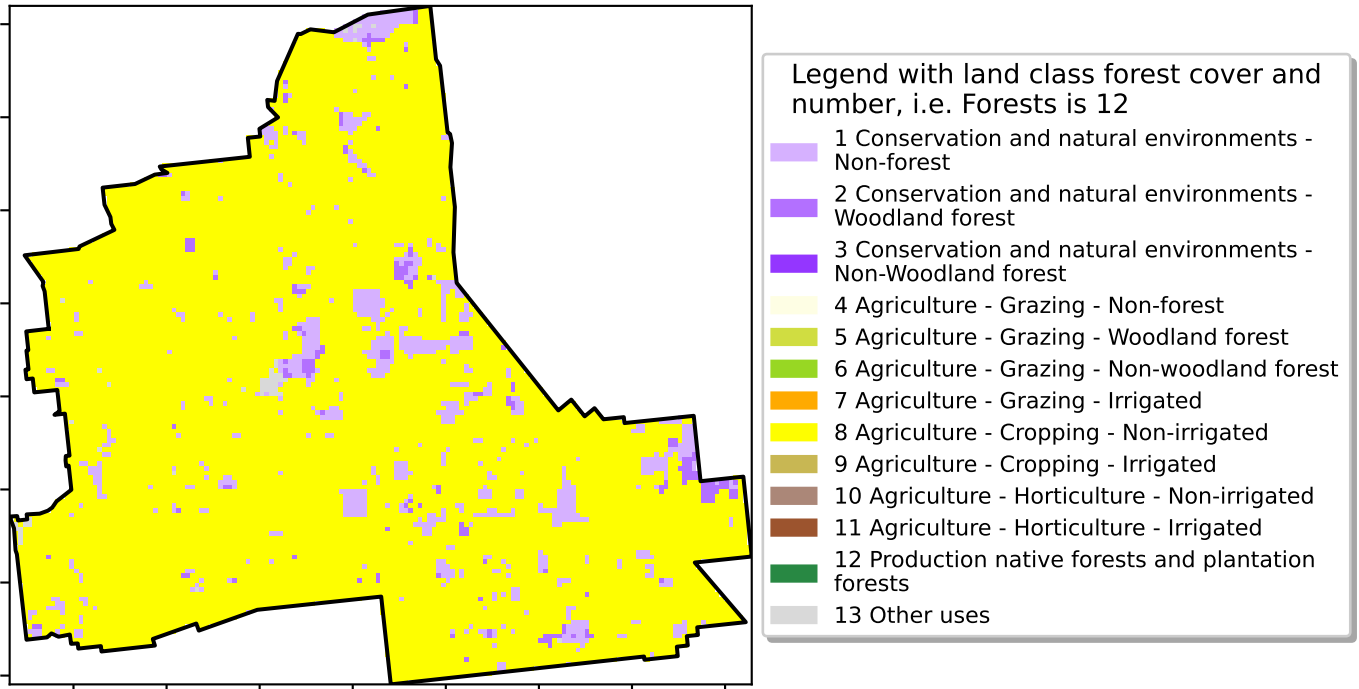 Legend with land class forest cover and
number, i.e. Forests is 12
1 Conservation and natural environments -
Non-forest
2 Conservation and natural environments -
Woodland forest
3 Conservation and natural environments -
Non-Woodland forest
4 Agriculture - Grazing - Non-forest
5 Agriculture - Grazing - Woodland forest
6 Agriculture - Grazing - Non-woodland forest
7 Agriculture - Grazing - Irrigated
8 Agriculture - Cropping - Non-irrigated
9 Agriculture - Cropping - Irrigated
10 Agriculture - Horticulture - Non-irrigated
11 Agriculture - Horticulture - Irrigated
12 Production native forests and plantation
forests
13 Other uses